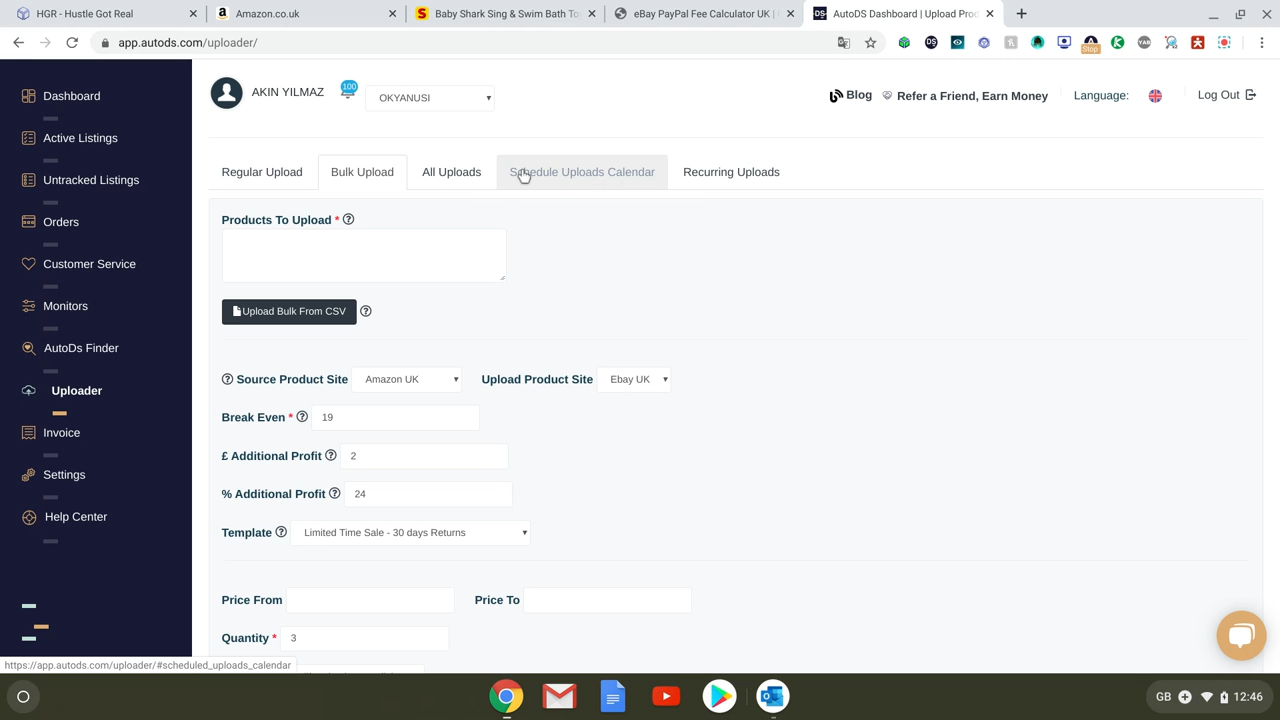 HGR - Hustle Got Real
Amazon.co.uk
Baby Shark Sing & Swim Bath To
eBay PayPal Fee Calculator UK |
AutoDS Dashboard | Upload Pro
app.autods.com/uploader/
Stop
YAB
DS
Dashboard
Active Listings
Untracked Listings
Orders
Customer Service
Monitors
AutoDs Finder
Uploader
Invoice
Settings
Help Center
AKIN YILMAZ
100
OKYANUSI
Blog
Refer a Friend, Earn Money
Language:
Log Out
Regular Upload
Bulk Upload
All Uploads
Schedule Uploads Calendar
Recurring Uploads
Products To Upload *
Upload Bulk From CSV
Source Product Site
Amazon UK
Upload Product Site
Ebay UK
Break Even *
19
£ Additional Profit
2
% Additional Profit
24
Template
Limited Time Sale - 30 days Returns
Price From
Price To
Quantity *
3
https://app.autods.com/uploader/#scheduled_uploads_calendar
GB
12:46